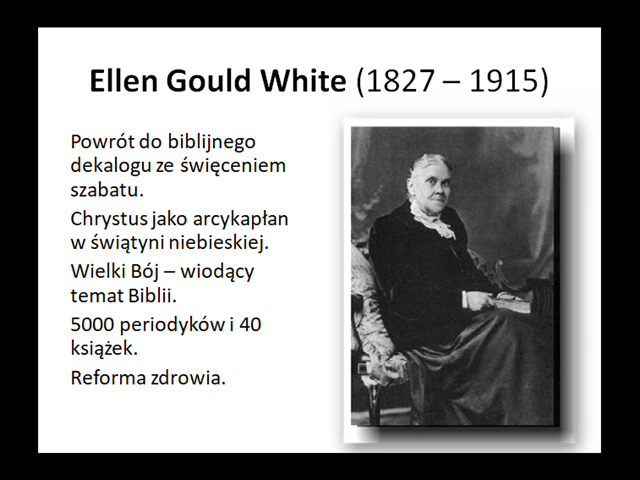 Ellen Gould White (1827 – 1915)
Powrót do biblijnego
dekalogu ze święceniem
szabatu.
Chrystus jako arcykapłan
w świątyni niebieskiej.
Wielki Bój – wiodący
temat Biblii.
5000 periodyków i 40
książek.
Reforma zdrowia.